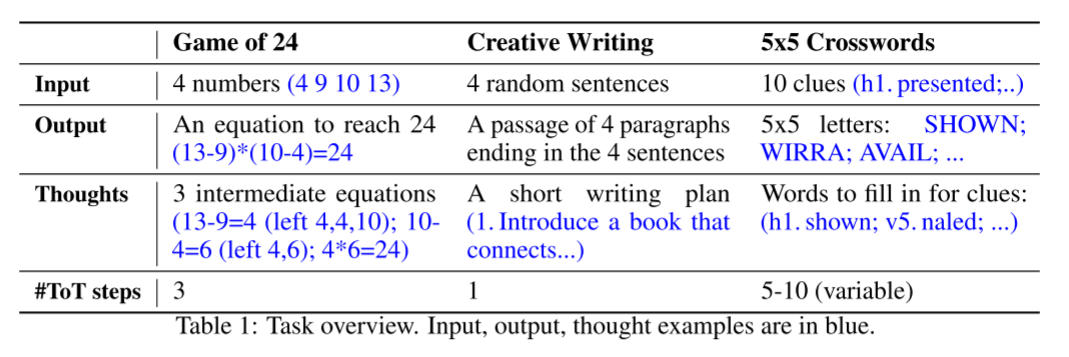 Game of 24 Creative Writing 5x5 Crosswords
Input 4 numbers (4 9 10 13) 4 random sentences 10 clues (h1. presented;..)
Output An equation to reach 24 A passage of 4 paragraphs 5x5 letters: SHOWN;
(13-9)*(10-4)=24 ending in the 4 sentences WIRRA; AVAIL; ...
Thoughts 3 intermediate equations A short writing plan Words to fill in for clues:
(13-9=4 (left 4,4,10); 10- (1. Introduce a book that (h1. shown; v5. naled; ...)
4=6 (left 4,6); 4*6=24) connects...)
#ToT steps 3 1 5-10 (variable)
Table 1: Task overview. Input, output, thought examples are in blue.